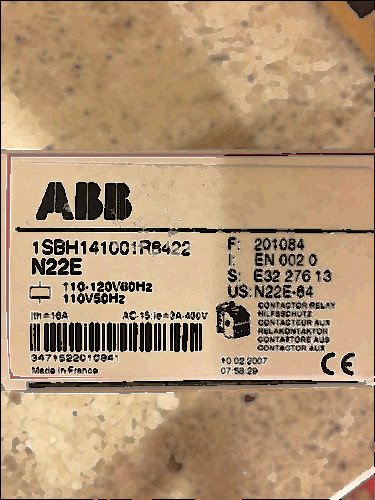 ABB
1SBH141001R8422
N22E
110-120V60Hz
110V50Hz
Ith=16A AC-15 Ie=3A-400V
Made in France
F: 201084
I: EN 002 0
S: E32 276 13
US: N22E-84
CONTACTOR RELAY
HILFSSCHÜTZ
CONTACTEUR AUX
RELAKONTAKTOR
CONTATTORE AUX
CONTACTOR AUX
10.02.2007
07:58:29
CE